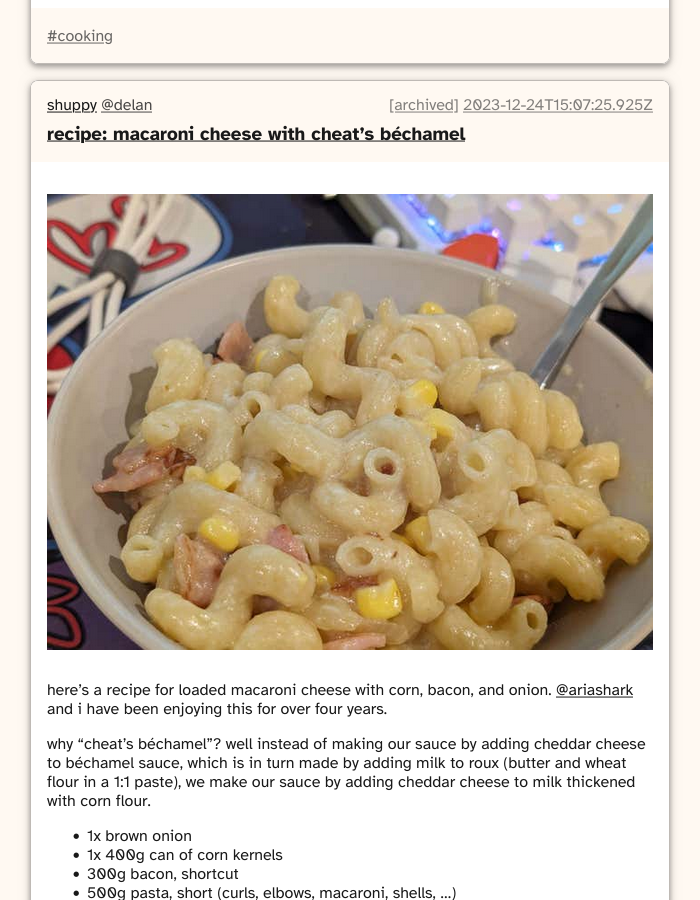 #cooking
shuppy @delan
[archived] 2023-12-24T15:07:25.925Z
recipe: macaroni cheese with cheat’s béchamel
here’s a recipe for loaded macaroni cheese with corn, bacon, and onion. @ariashark
and i have been enjoying this for over four years.
why “cheat’s béchamel”? well instead of making our sauce by adding cheddar cheese
to béchamel sauce, which is in turn made by adding milk to roux (butter and wheat
flour in a 1:1 paste), we make our sauce by adding cheddar cheese to milk thickened
with corn flour.
• 1x brown onion
• 1x 400g can of corn kernels
• 300g bacon, shortcut
• 500g pasta, short (curls, elbows, macaroni, shells, …)